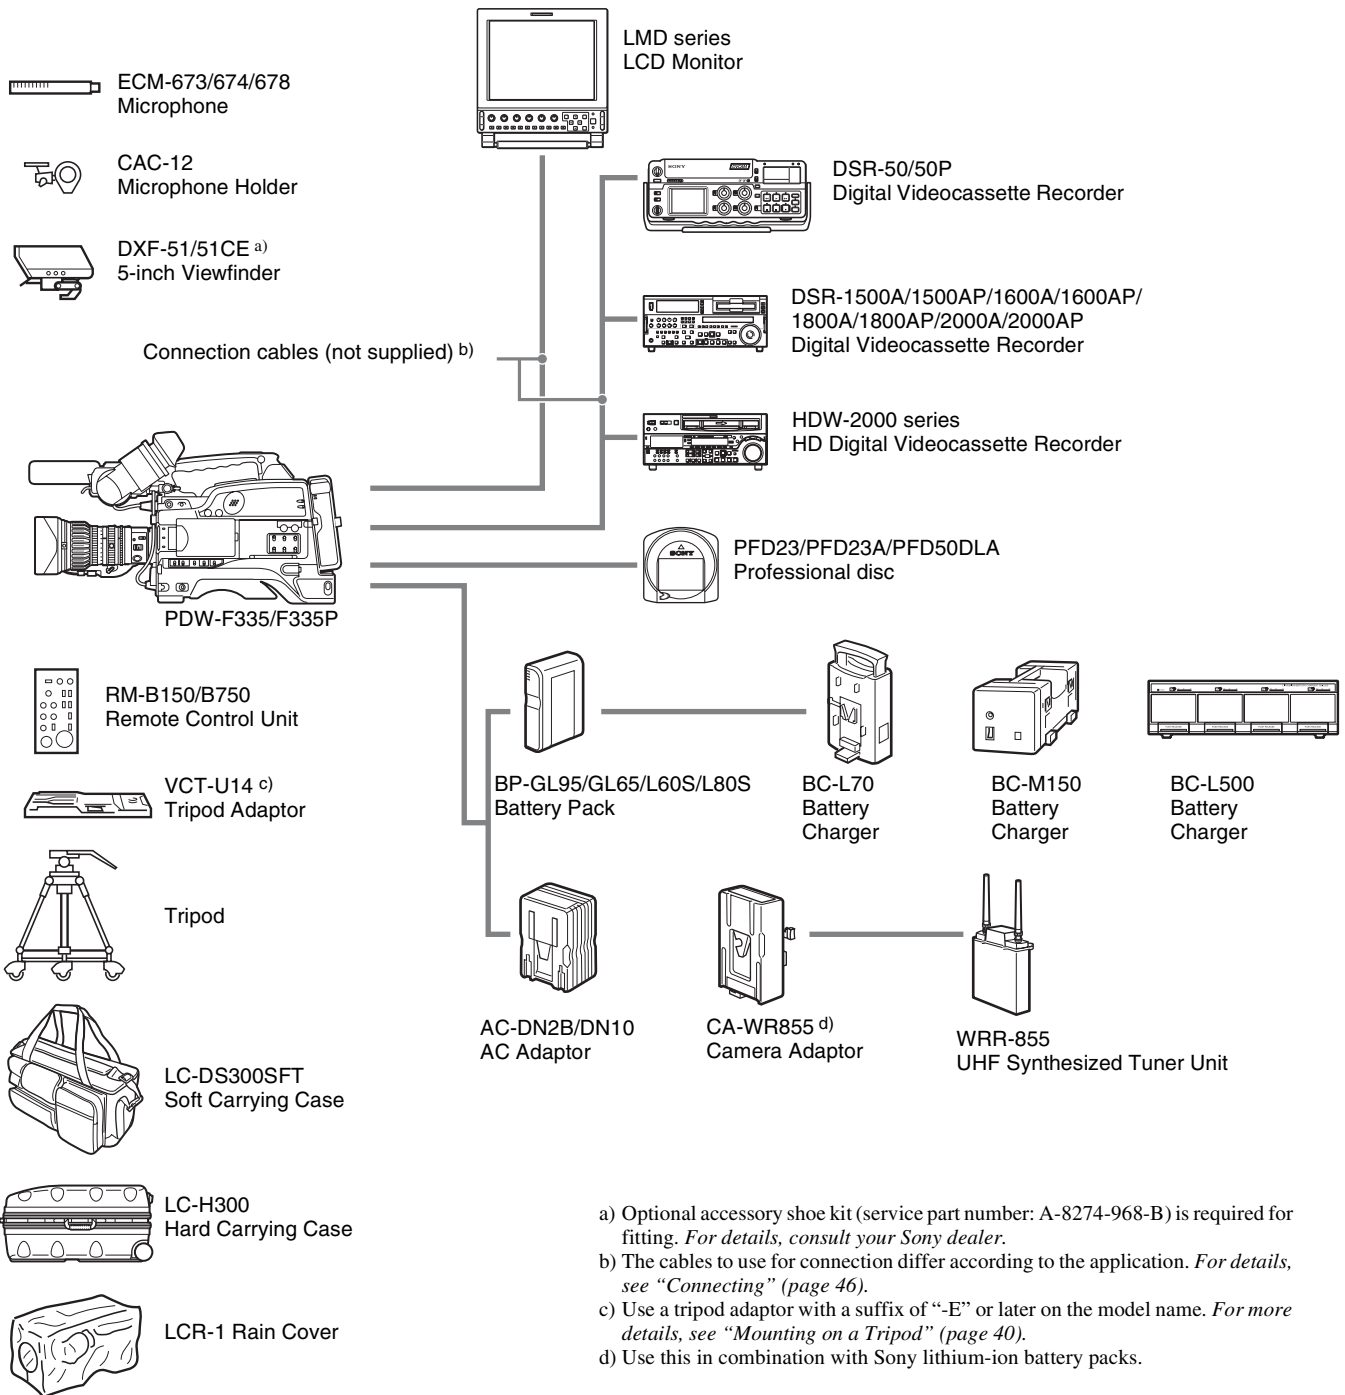 LMD series
LCD Monitor
ECM-673/674/678
Microphone
CAC-12
Microphone Holder
DXF-51/51CE a)
5-inch Viewfinder
SONY
DSR-50/50P
Digital Videocassette Recorder
DSR-1500A/1500AP/1600A/1600AP/
1800A/1800AP/2000A/2000AP
Digital Videocassette Recorder
Connection cables (not supplied) b)
HDW-2000 series
HD Digital Videocassette Recorder
SONY
PFD23/PFD23A/PFD50DLA
Professional disc
PDW-F335/F335P
RM-B150/B750
Remote Control Unit
VCT-U14 c)
Tripod Adaptor
BP-GL95/GL65/L60S/L80S
Battery Pack
BC-L70
Battery
Charger
BC-M150
Battery
Charger
BC-L500
Battery
Charger
Tripod
AC-DN2B/DN10
AC Adaptor
CA-WR855 d)
Camera Adaptor
WRR-855
UHF Synthesized Tuner Unit
LC-DS300SFT
Soft Carrying Case
LC-H300
Hard Carrying Case
LCR-1 Rain Cover
a) Optional accessory shoe kit (service part number: A-8274-968-B) is required for
fitting. For details, consult your Sony dealer.
b) The cables to use for connection differ according to the application. For details,
see “Connecting” (page 46).
c) Use a tripod adaptor with a suffix of “-E” or later on the model name. For more
details, see “Mounting on a Tripod” (page 40).
d) Use this in combination with Sony lithium-ion battery packs.